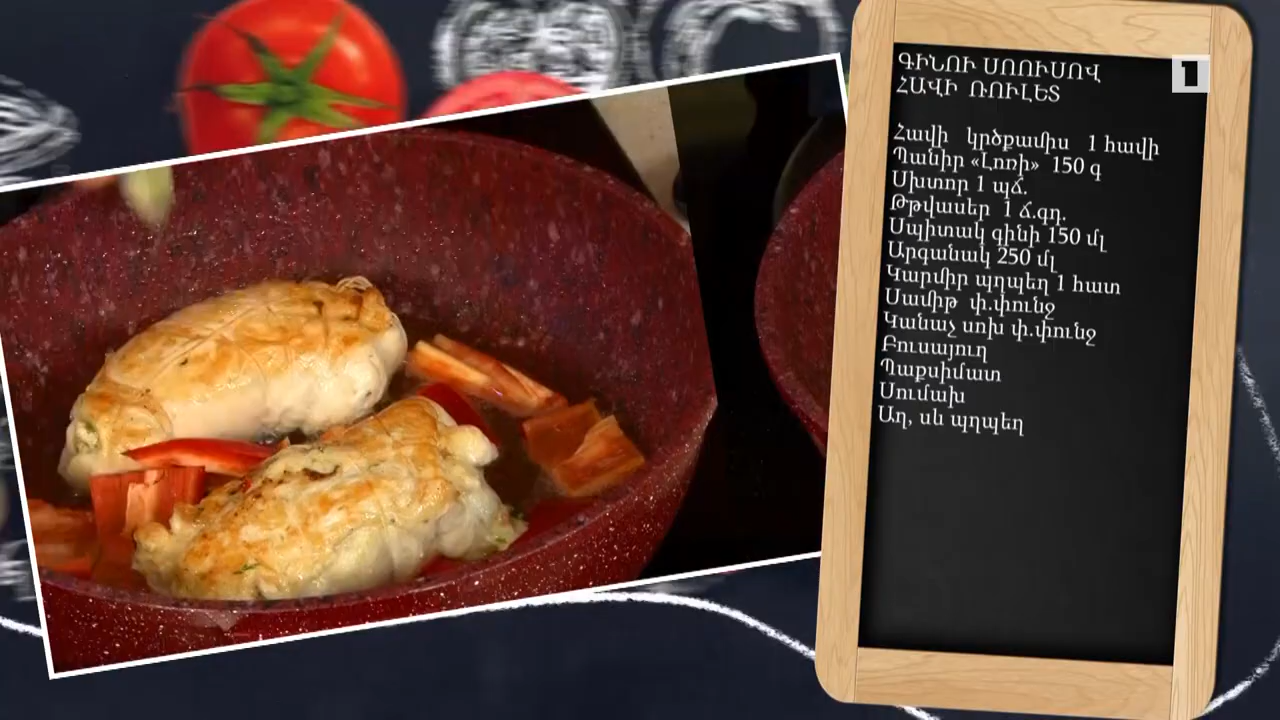 ԳԻՆՈՒ ՍՈՈՒՍՈՎ
ՀԱՎԻ ՌՈՒԼԵՏ
Հավի կրծքամիս 1 հավի
Պանիր «Լոռի» 150 գ
Սխտոր 1 պճ.
Թթվասեր 1 ճ.գդ.
Սպիտակ գինի 150 մլ
Արգանակ 250 մլ
Կարմիր պղպեղ 1 հատ
Սամիթ փ.փունջ
Կանաչ սոխ փ.փունջ
Բուսայուղ
Պաքսիմատ
Սումախ
Աղ, սև պղպեղ
1